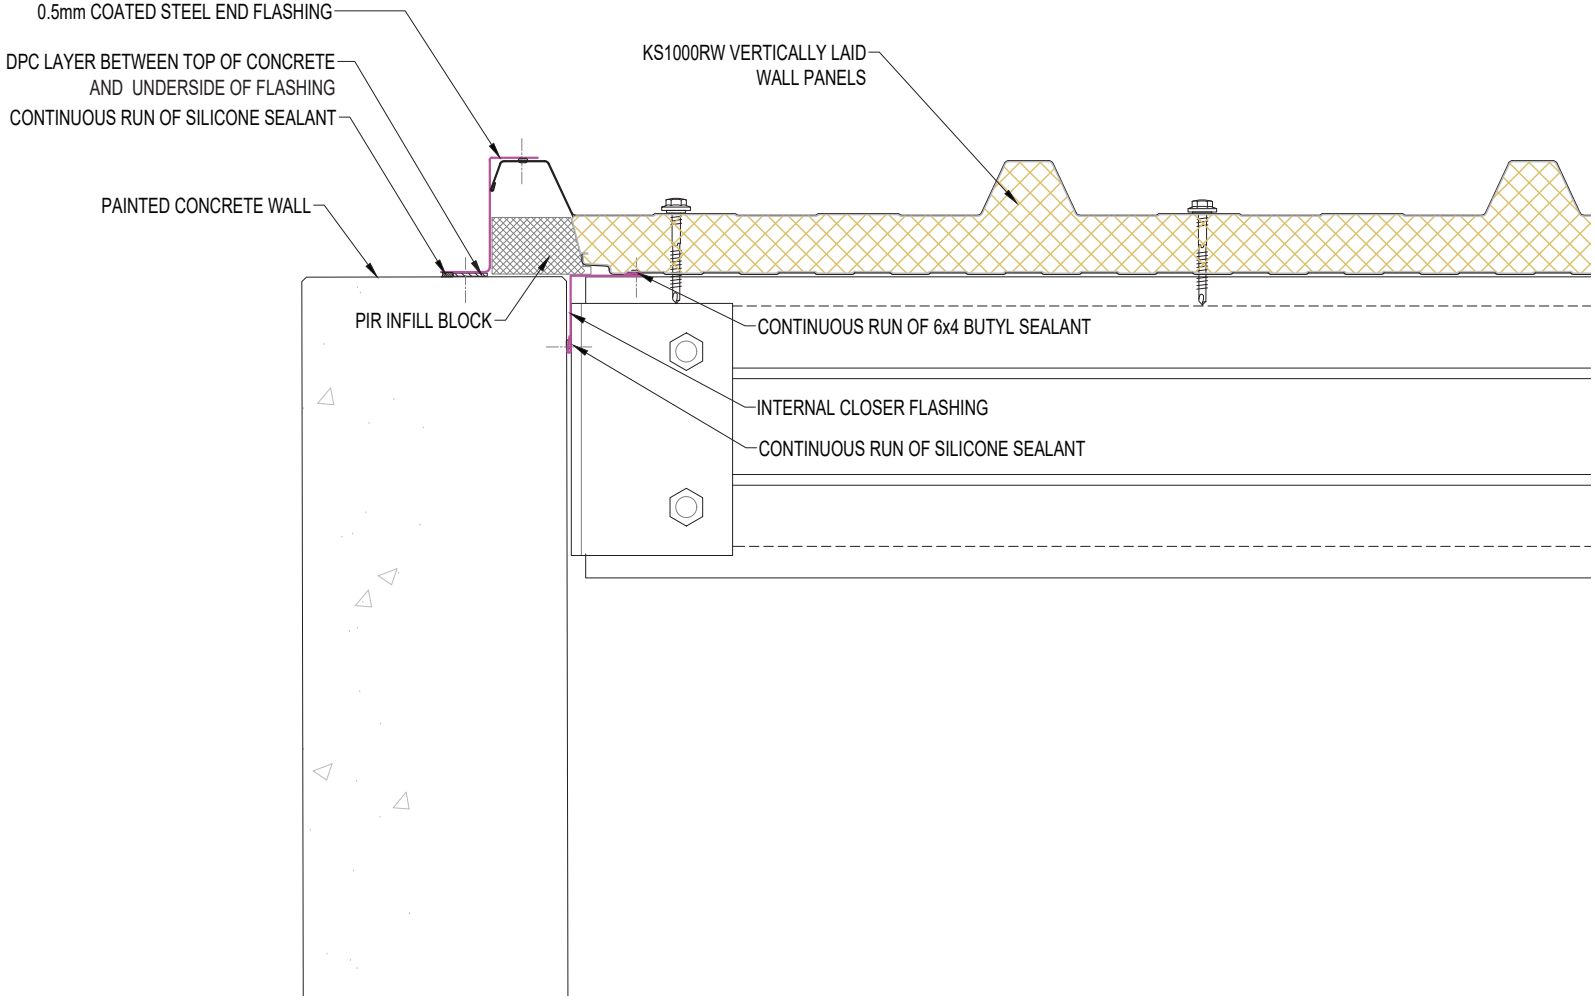 0.5mm COATED STEEL END FLASHING
DPC LAYER BETWEEN TOP OF CONCRETE
AND UNDERSIDE OF FLASHING
CONTINUOUS RUN OF SILICONE SEALANT
PAINTED CONCRETE WALL
KS1000RW VERTICALLY LAID
WALL PANELS
PIR INFILL BLOCK
CONTINUOUS RUN OF 6x4 BUTYL SEALANT
INTERNAL CLOSER FLASHING
CONTINUOUS RUN OF SILICONE SEALANT